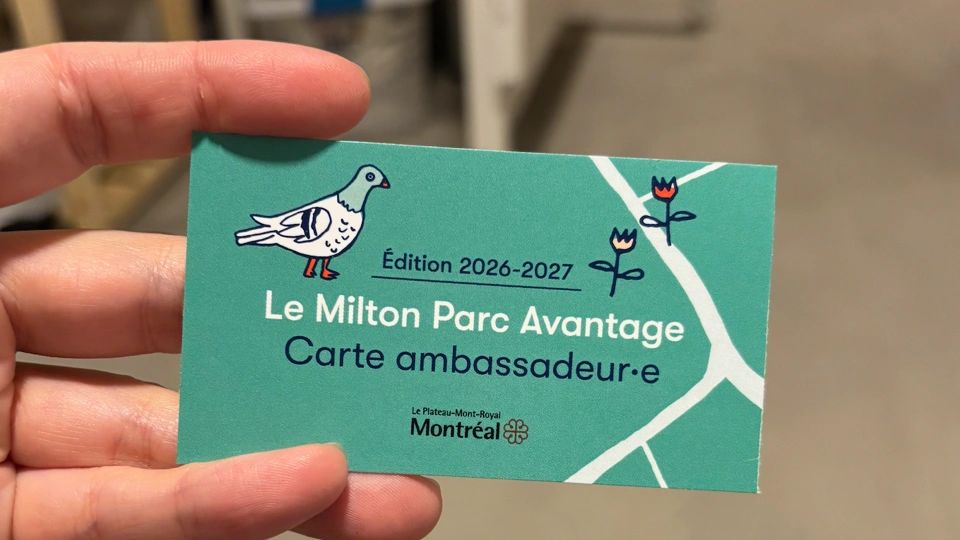 Édition 2026-2027
Le Milton Parc Avantage
Carte ambassadeur·e
Le Plateau-Mont-Royal
Montréal